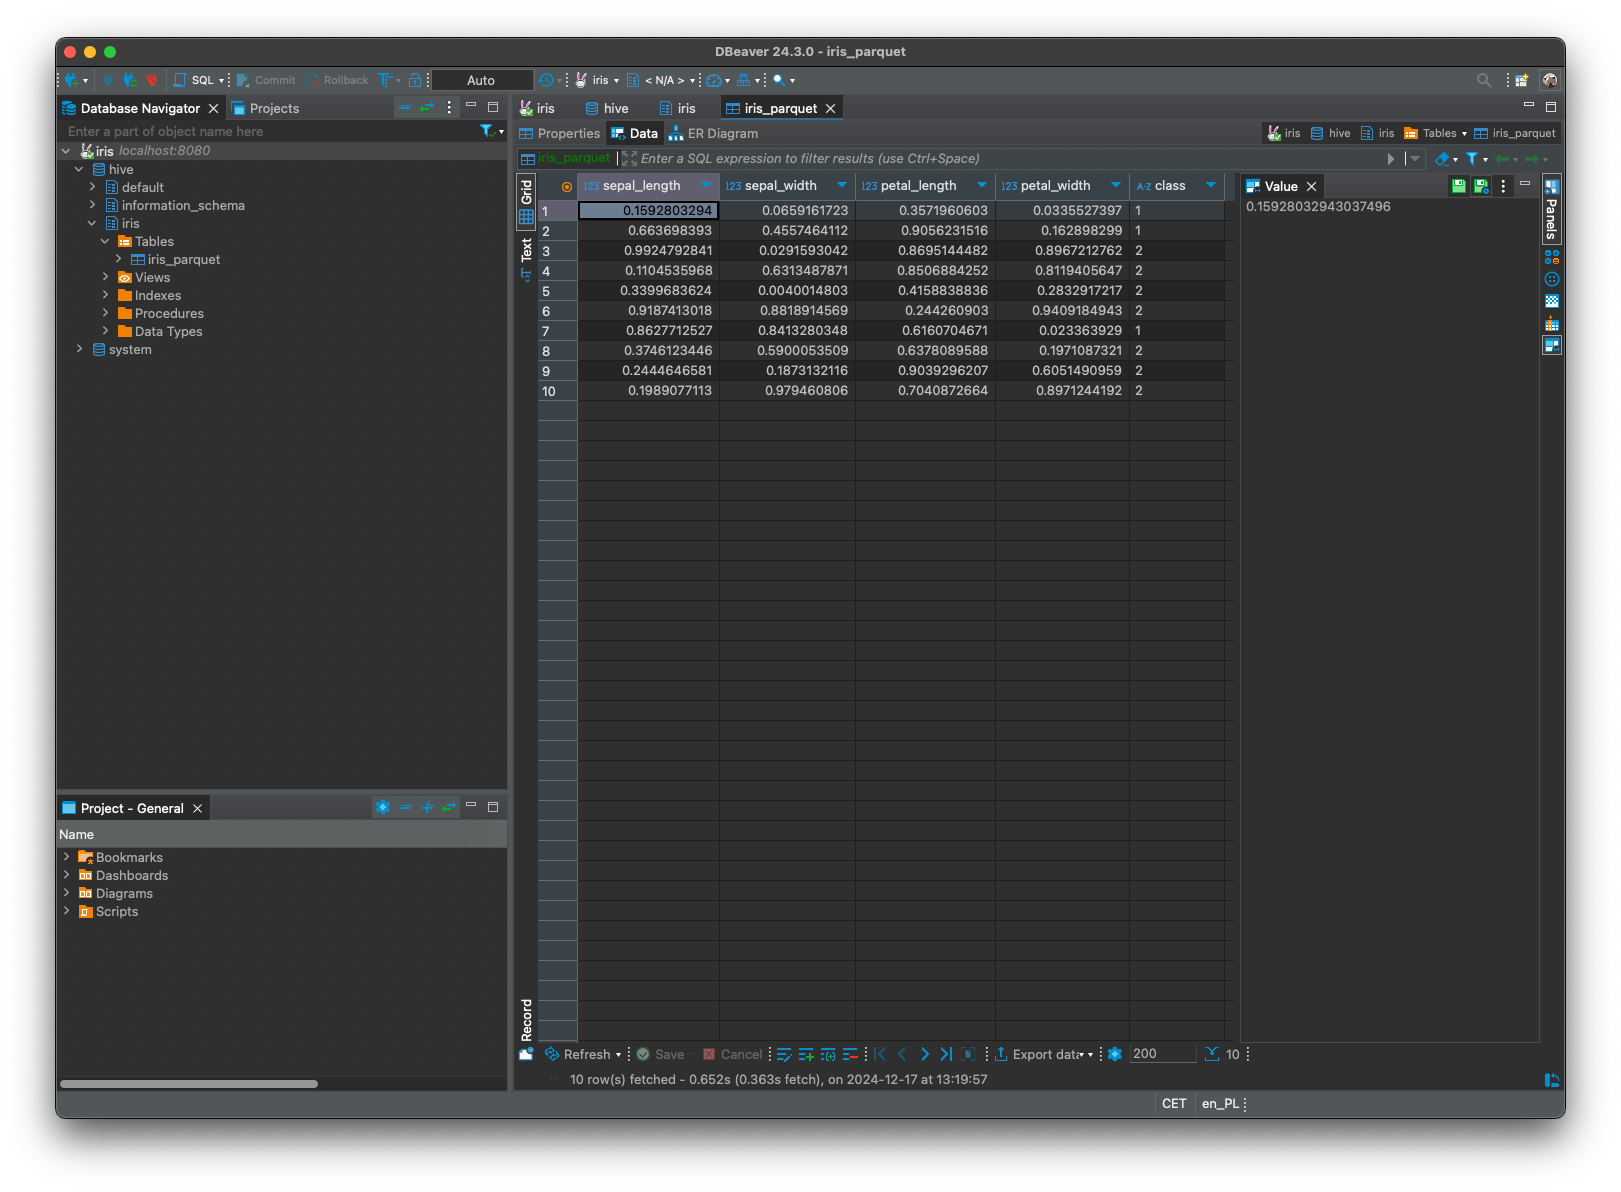 DBeaver 24.3.0 - iris_parquet
SQL Commit Rollback Auto iris < N/A >
Database Navigator Projects
Enter a part of object name here
iris localhost:8080
hive
default
information_schema
iris
Tables
iris_parquet
Views
Indexes
Procedures
Data Types
system
Project - General
Name
Bookmarks
Dashboards
Diagrams
Scripts
iris hive iris iris_parquet
Properties Data ER Diagram iris hive iris Tables iris_parquet
iris_parquet Enter a SQL expression to filter results (use Ctrl+Space)
Grid
Text
Record
123 sepal_length 123 sepal_width 123 petal_length 123 petal_width A-Z class
1 0.1592803294 0.0659161723 0.3571960603 0.0335527397 1
2 0.663698393 0.4557464112 0.9056231516 0.162898299 1
3 0.9924792841 0.0291593042 0.8695144482 0.8967212762 2
4 0.1104535968 0.6313487871 0.8506884252 0.8119405647 2
5 0.3399683624 0.0040014803 0.4158838836 0.2832917217 2
6 0.9187413018 0.8818914569 0.244260903 0.9409184943 2
7 0.8627712527 0.8413280348 0.6160704671 0.023363929 1
8 0.3746123446 0.5900053509 0.6378089588 0.1971087321 2
9 0.2444646581 0.1873132116 0.9039296207 0.6051490959 2
10 0.1989077113 0.979460806 0.7040872664 0.8971244192 2
Value
0.15928032943037496
Panels
Refresh Save Cancel Export data 200 10
10 row(s) fetched - 0.652s (0.363s fetch), on 2024-12-17 at 13:19:57
CET en_PL